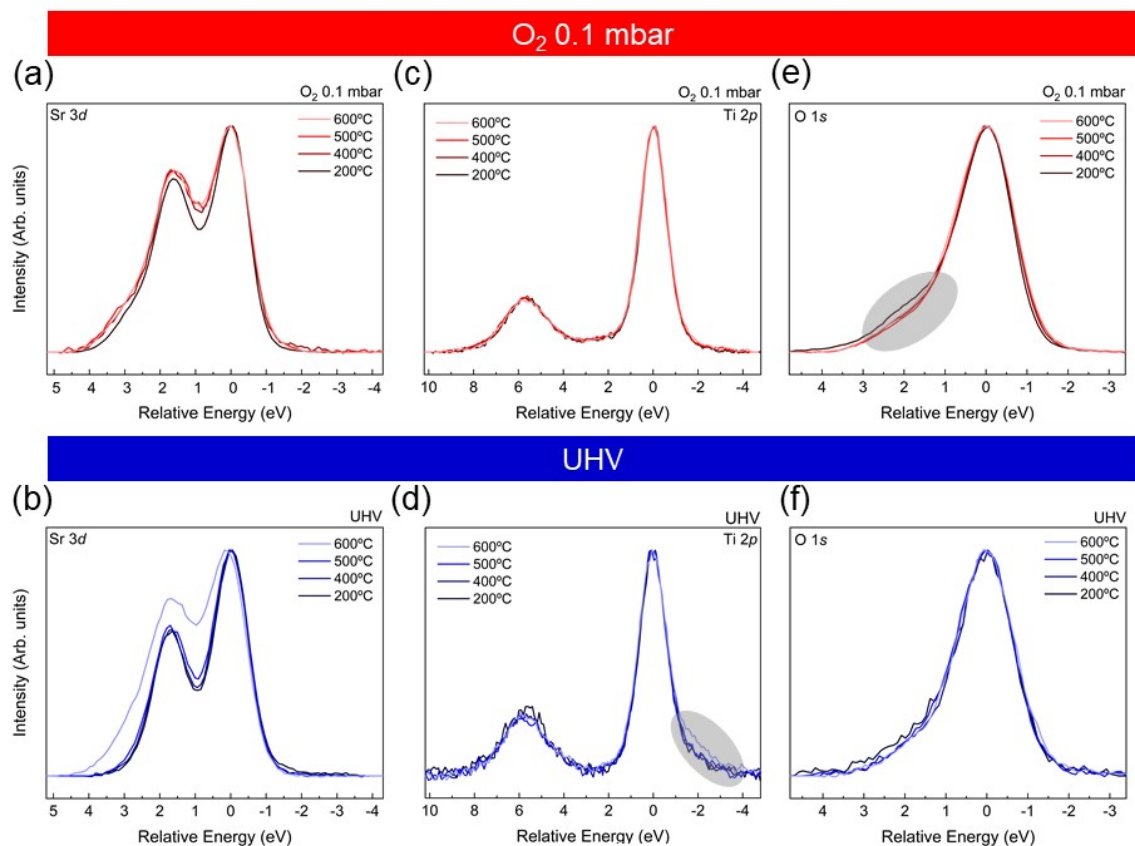 O₂ 0.1 mbar
(a)
O₂ 0.1 mbar
Sr 3d
600ºC
500ºC
400ºC
200ºC
Intensity (Arb. units)
5 4 3 2 1 0 -1 -2 -3 -4
Relative Energy (eV)
(c)
O₂ 0.1 mbar
Ti 2p
600ºC
500ºC
400ºC
200ºC
10 8 6 4 2 0 -2 -4
Relative Energy (eV)
(e)
O₂ 0.1 mbar
O 1s
600ºC
500ºC
400ºC
200ºC
4 3 2 1 0 -1 -2 -3
Relative Energy (eV)
UHV
(b)
UHV
Sr 3d
600ºC
500ºC
400ºC
200ºC
Intensity (Arb. units)
5 4 3 2 1 0 -1 -2 -3 -4
Relative Energy (eV)
(d)
UHV
Ti 2p
600ºC
500ºC
400ºC
200ºC
10 8 6 4 2 0 -2 -4
Relative Energy (eV)
(f)
UHV
O 1s
600ºC
500ºC
400ºC
200ºC
4 3 2 1 0 -1 -2 -3
Relative Energy (eV)